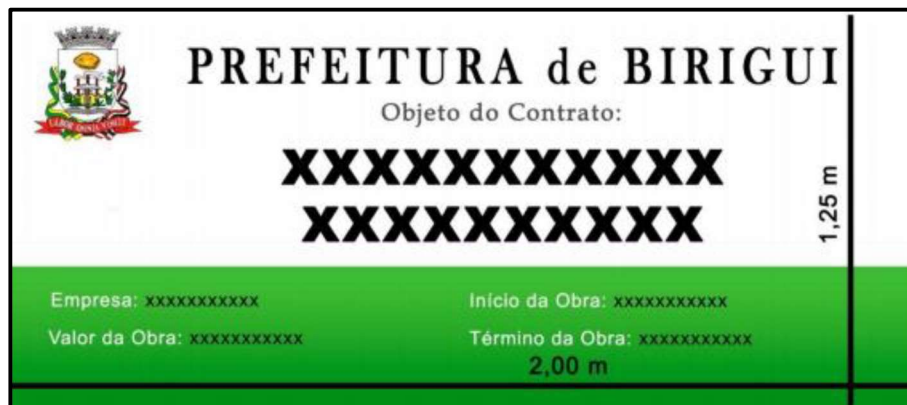 PREFEITURA de BIRIGUI
Objeto do Contrato:
XXXXXXXXXXX
XXXXXXXXXX
1,25 m
Empresa: xxxxxxxxxxx
Início da Obra: xxxxxxxxxxx
Valor da Obra: xxxxxxxxxxx
Término da Obra: xxxxxxxxxxx
2,00 m